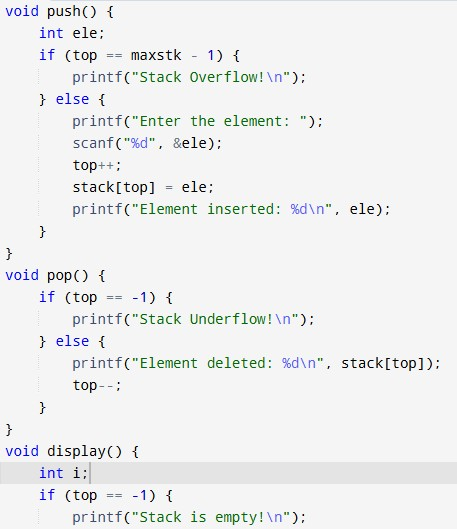 void push() {
    int ele;
    if (top == maxstk - 1) {
        printf("Stack Overflow!\n");
    } else {
        printf("Enter the element: ");
        scanf("%d", &ele);
        top++;
        stack[top] = ele;
        printf("Element inserted: %d\n", ele);
    }
}
void pop() {
    if (top == -1) {
        printf("Stack Underflow!\n");
    } else {
        printf("Element deleted: %d\n", stack[top]);
        top--;
    }
}
void display() {
    int i;
    if (top == -1) {
        printf("Stack is empty!\n");